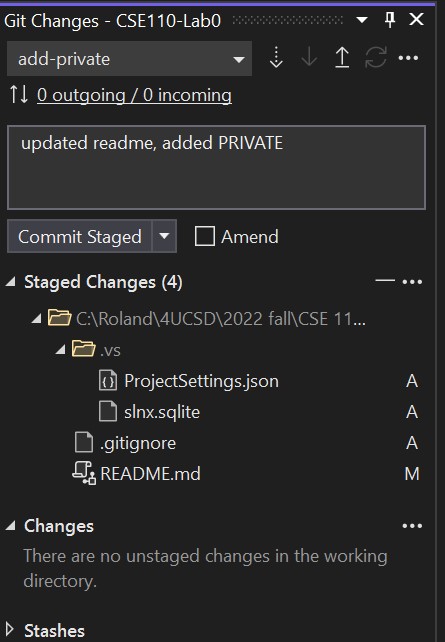 Git Changes - CSE110-Lab0
add-private
0 outgoing / 0 incoming
updated readme, added PRIVATE
Commit Staged
Amend
Staged Changes (4)
C:\Roland\4UCSD\2022 fall\CSE 11...
.vs
ProjectSettings.json A
slnx.sqlite A
.gitignore A
README.md M
Changes
There are no unstaged changes in the working
directory.
Stashes